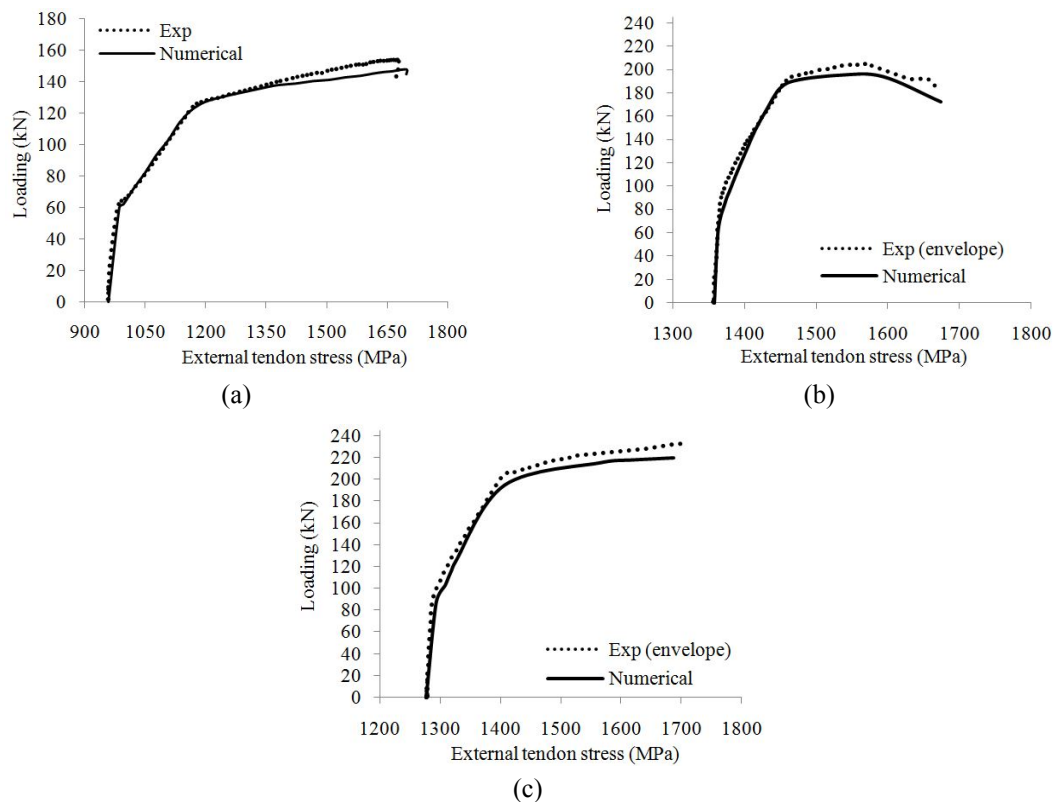 180
160
140
120
100
80
60
40
20
0
Loading (kN)
Exp
Numerical
900 1050 1200 1350 1500 1650 1800
External tendon stress (MPa)
(a)
240
220
200
180
160
140
120
100
80
60
40
20
0
Loading (kN)
Exp (envelope)
Numerical
1300 1400 1500 1600 1700 1800
External tendon stress (MPa)
(b)
240
220
200
180
160
140
120
100
80
60
40
20
0
Loading (kN)
Exp (envelope)
Numerical
1200 1300 1400 1500 1600 1700 1800
External tendon stress (MPa)
(c)